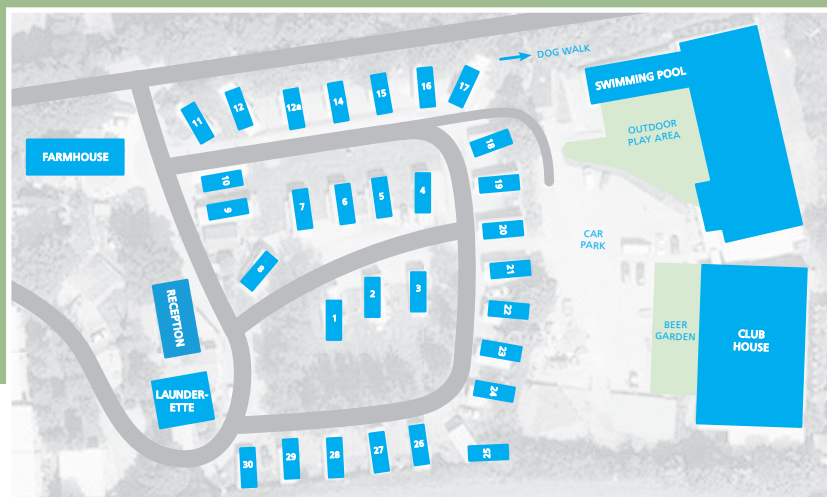 DOG WALK
SWIMMING POOL
OUTDOOR
PLAY AREA
11
12
12a
14
15
16
17
18
FARMHOUSE
10
9
7
6
5
4
19
20
CAR
PARK
8
21
1
2
3
22
RECEPTION
23
24
BEER
GARDEN
CLUB
HOUSE
LAUNDER-
ETTE
30
29
28
27
26
25